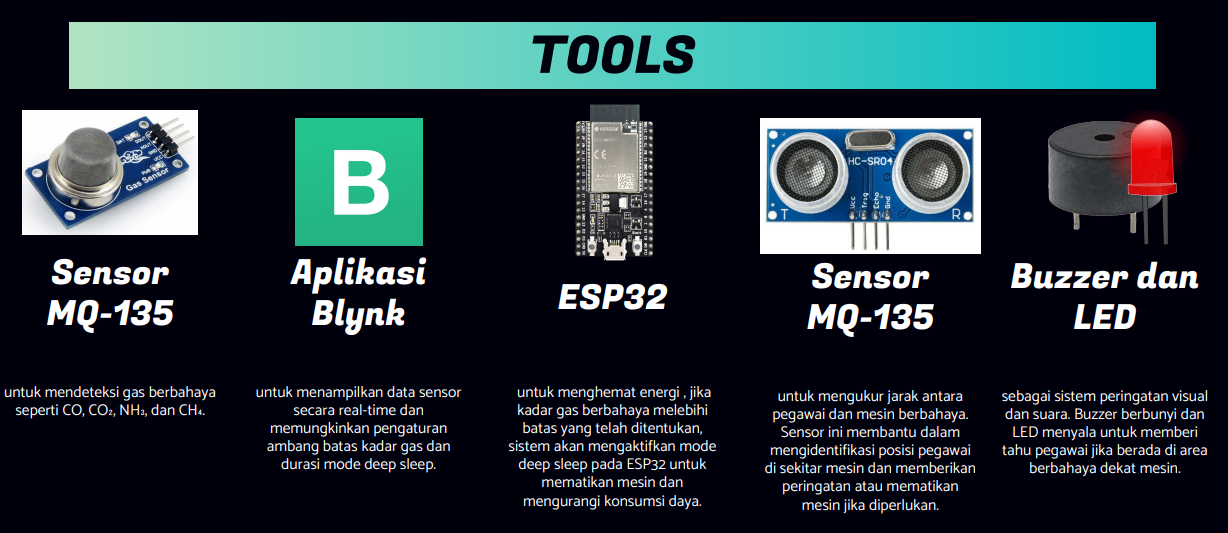 TOOLS
Gas Sensor
B
HC-SR04
Vcc
Trig
Echo
Gnd
T
R
Sensor
MQ-135
untuk mendeteksi gas berbahaya
seperti CO, CO₂, NH₃, dan CH₄.
Aplikasi
Blynk
untuk menampilkan data sensor
secara real-time dan
memungkinkan pengaturan
ambang batas kadar gas dan
durasi mode deep sleep.
ESP32
untuk menghemat energi , jika
kadar gas berbahaya melebihi
batas yang telah ditentukan,
sistem akan mengaktifkan mode
deep sleep pada ESP32 untuk
mematikan mesin dan
mengurangi konsumsi daya.
Sensor
MQ-135
untuk mengukur jarak antara
pegawai dan mesin berbahaya.
Sensor ini membantu dalam
mengidentifikasi posisi pegawai
di sekitar mesin dan memberikan
peringatan atau mematikan
mesin jika diperlukan.
Buzzer dan
LED
sebagai sistem peringatan visual
dan suara. Buzzer berbunyi dan
LED menyala untuk memberi
tahu pegawai jika berada di area
berbahaya dekat mesin.